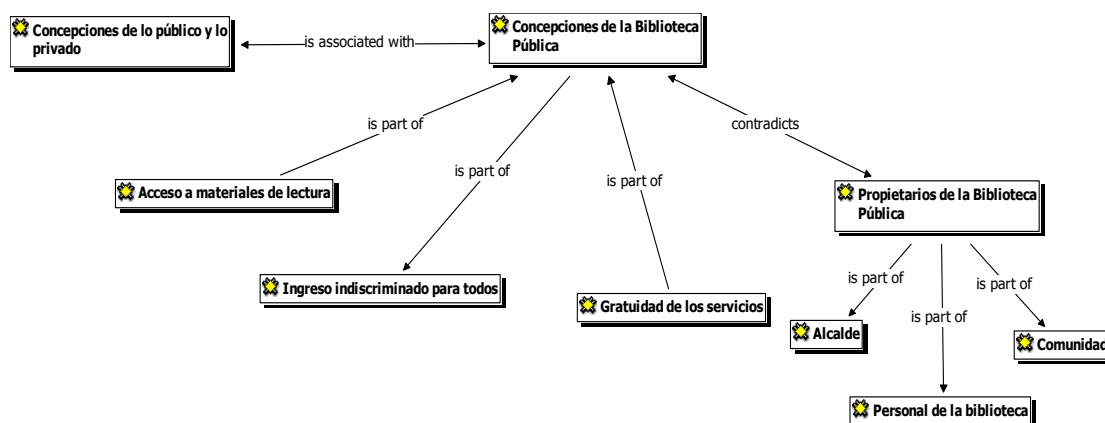 Concepciones de lo público y lo
privado
is associated with
Concepciones de la Biblioteca
Pública
is part of
is part of
is part of
contradicts
Acceso a materiales de lectura
Propietarios de la Biblioteca
Pública
Ingreso indiscriminado para todos
Gratuidad de los servicios
is part of
is part of
is part of
Alcalde
Comunidad
Personal de la biblioteca